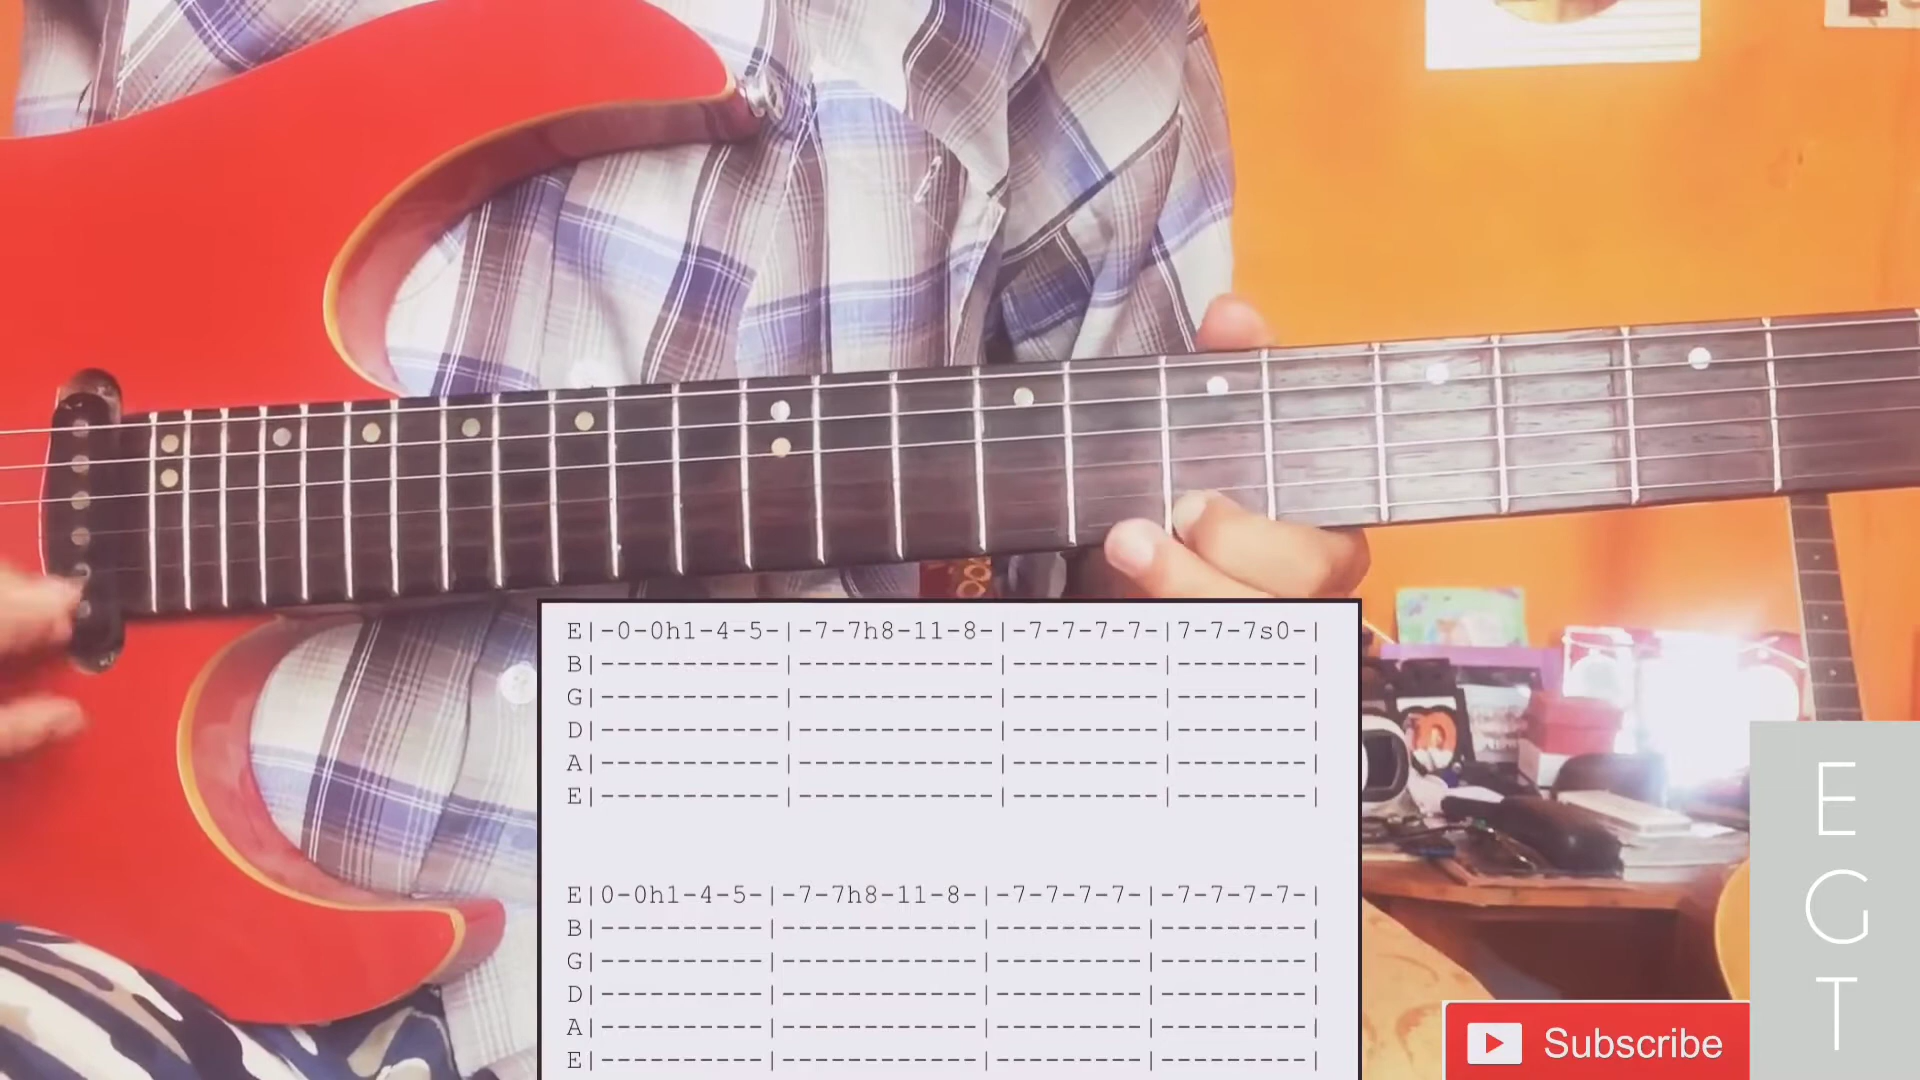 E|-0-0h1-4-5-|-7-7h8-11-8-|-7-7-7-7-|7-7-7s0-|
B|-----------|------------|---------|--------|
G|-----------|------------|---------|--------|
D|-----------|------------|---------|--------|
A|-----------|------------|---------|--------|
E|-----------|------------|---------|--------|
E|0-0h1-4-5-|-7-7h8-11-8-|-7-7-7-7-|-7-7-7-7-|
B|----------|------------|---------|---------|
G|----------|------------|---------|---------|
D|----------|------------|---------|---------|
A|----------|------------|---------|---------|
E|----------|------------|---------|---------|
E
G
T
Subscribe